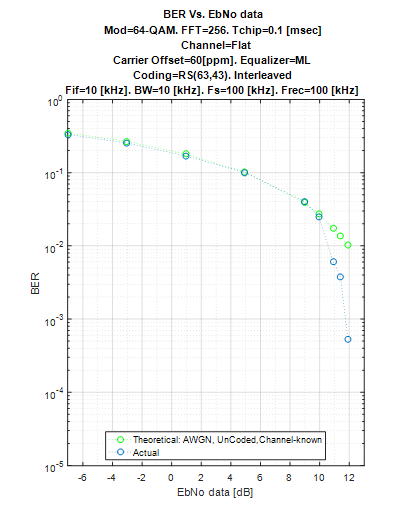 BER Vs. EbNo data
Mod=64-QAM. FFT=256. Tchip=0.1 [msec]
Channel=Flat
Carrier Offset=60[ppm]. Equalizer=ML
Coding=RS(63,43). Interleaved
Fif=10 [kHz]. BW=10 [kHz]. Fs=100 [kHz]. Frec=100 [kHz]
10^0
10^-1
10^-2
10^-3
10^-4
10^-5
BER
Theoretical: AWGN, UnCoded,Channel-known
Actual
-6 -4 -2 0 2 4 6 8 10 12
EbNo data [dB]